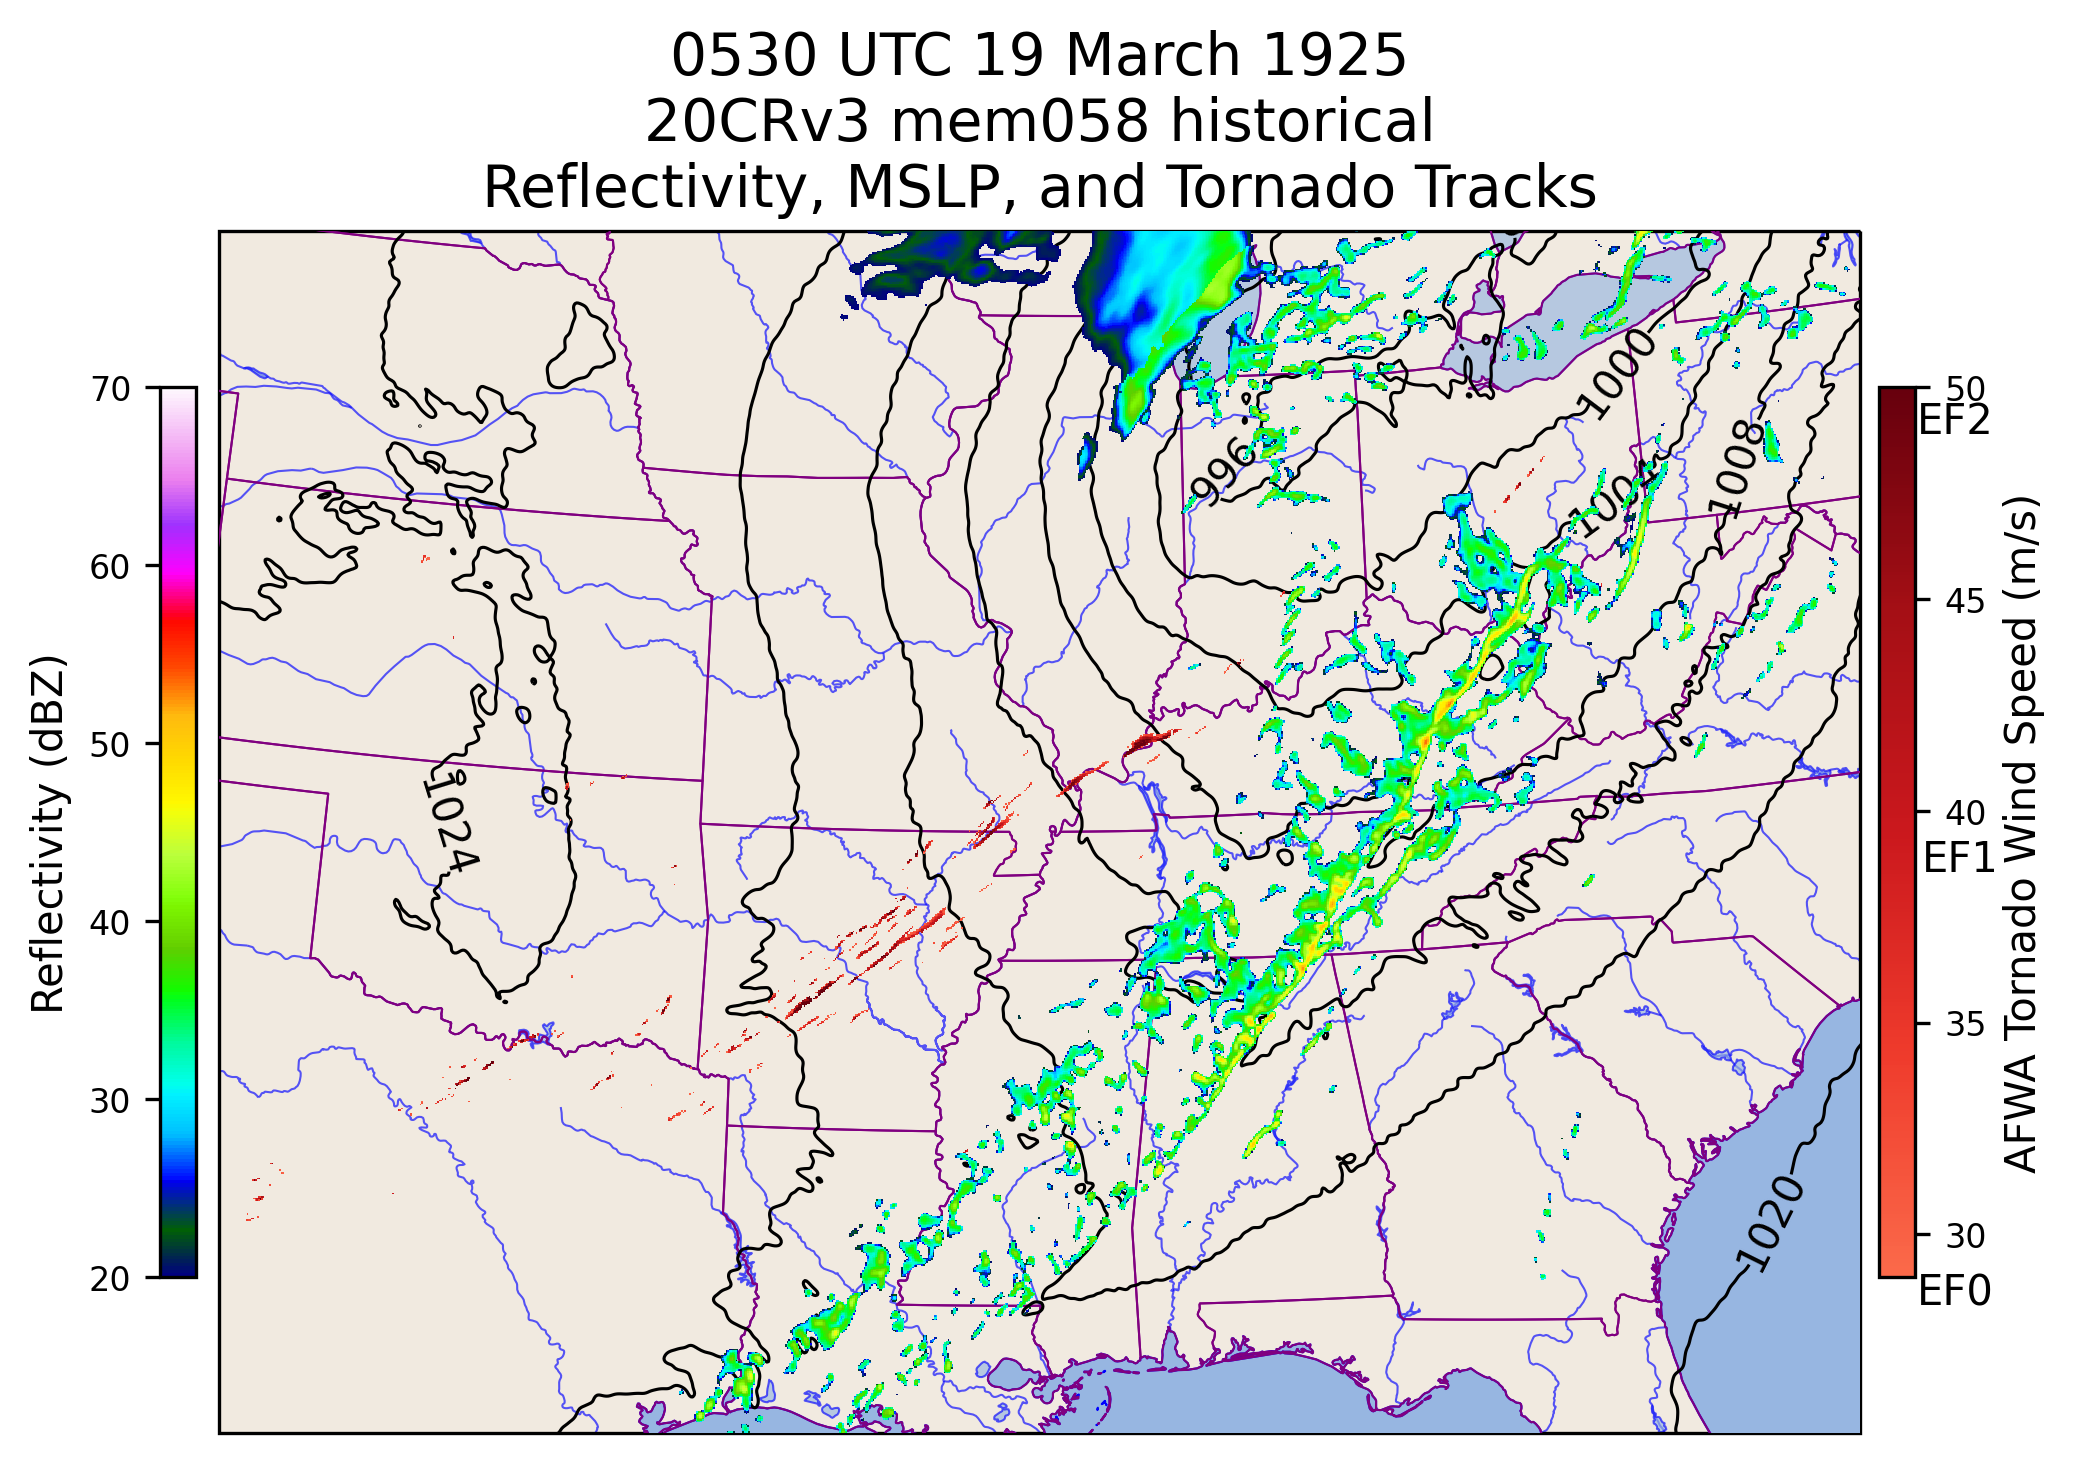 0530 UTC 19 March 1925
20CRv3 mem058 historical
Reflectivity, MSLP, and Tornado Tracks
Reflectivity (dBZ)
70
60
50
40
30
20
1000
1008
996
1004
1024
1020
50
EF2
45
40
EF1
35
30
EF0
AFWA Tornado Wind Speed (m/s)